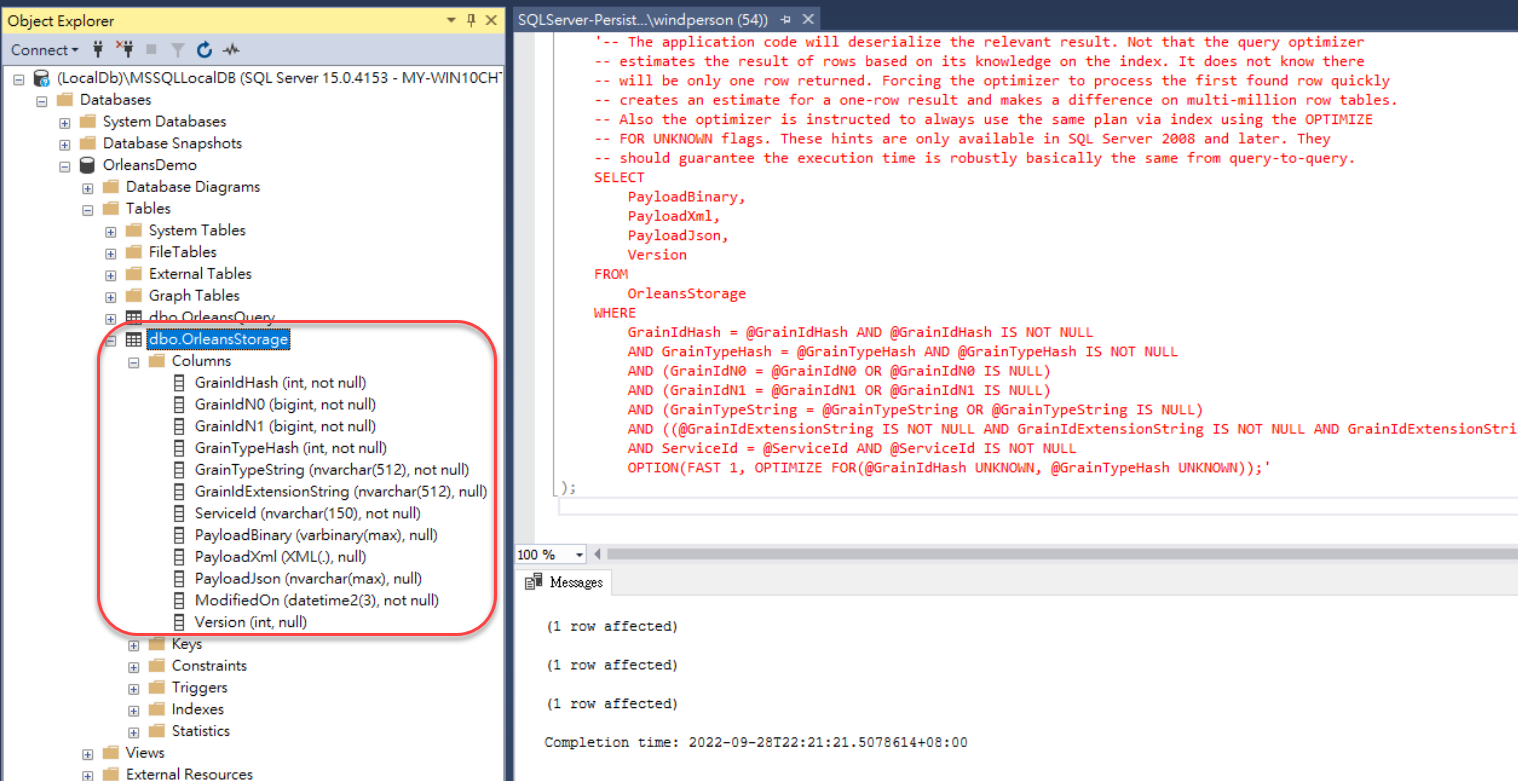 Object Explorer
Connect
(LocalDb)\MSSQLLocalDB (SQL Server 15.0.4153 - MY-WIN10CHT
Databases
System Databases
Database Snapshots
OrleansDemo
Database Diagrams
Tables
System Tables
FileTables
External Tables
Graph Tables
dbo.OrleansQuery
dbo.OrleansStorage
Columns
GrainIdHash (int, not null)
GrainIdN0 (bigint, not null)
GrainIdN1 (bigint, not null)
GrainTypeHash (int, not null)
GrainTypeString (nvarchar(512), not null)
GrainIdExtensionString (nvarchar(512), null)
ServiceId (nvarchar(150), not null)
PayloadBinary (varbinary(max), null)
PayloadXml (XML(.), null)
PayloadJson (nvarchar(max), null)
ModifiedOn (datetime2(3), not null)
Version (int, null)
Keys
Constraints
Triggers
Indexes
Statistics
Views
External Resources
SQLServer-Persist...\windperson (54))
'-- The application code will deserialize the relevant result. Not that the query optimizer
-- estimates the result of rows based on its knowledge on the index. It does not know there
-- will be only one row returned. Forcing the optimizer to process the first found row quickly
-- creates an estimate for a one-row result and makes a difference on multi-million row tables.
-- Also the optimizer is instructed to always use the same plan via index using the OPTIMIZE
-- FOR UNKNOWN flags. These hints are only available in SQL Server 2008 and later. They
-- should guarantee the execution time is robustly basically the same from query-to-query.
SELECT
PayloadBinary,
PayloadXml,
PayloadJson,
Version
FROM
OrleansStorage
WHERE
GrainIdHash = @GrainIdHash AND @GrainIdHash IS NOT NULL
AND GrainTypeHash = @GrainTypeHash AND @GrainTypeHash IS NOT NULL
AND (GrainIdN0 = @GrainIdN0 OR @GrainIdN0 IS NULL)
AND (GrainIdN1 = @GrainIdN1 OR @GrainIdN1 IS NULL)
AND (GrainTypeString = @GrainTypeString OR @GrainTypeString IS NULL)
AND ((@GrainIdExtensionString IS NOT NULL AND GrainIdExtensionString IS NOT NULL AND GrainIdExtensionStri
AND ServiceId = @ServiceId AND @ServiceId IS NOT NULL
OPTION(FAST 1, OPTIMIZE FOR(@GrainIdHash UNKNOWN, @GrainTypeHash UNKNOWN));'
);
100 %
Messages
(1 row affected)
(1 row affected)
(1 row affected)
Completion time: 2022-09-28T22:21:21.5078614+08:00